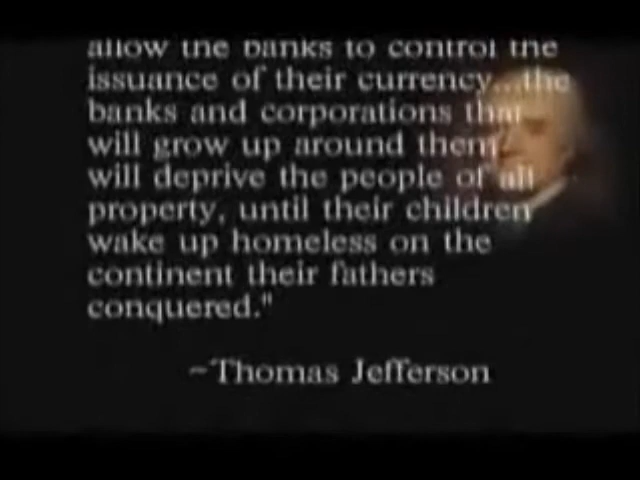 allow the banks to control the
issuance of their currency...the
banks and corporations that
will grow up around them
will deprive the people of all
property, until their children
wake up homeless on the
continent their fathers
conquered."
~Thomas Jefferson